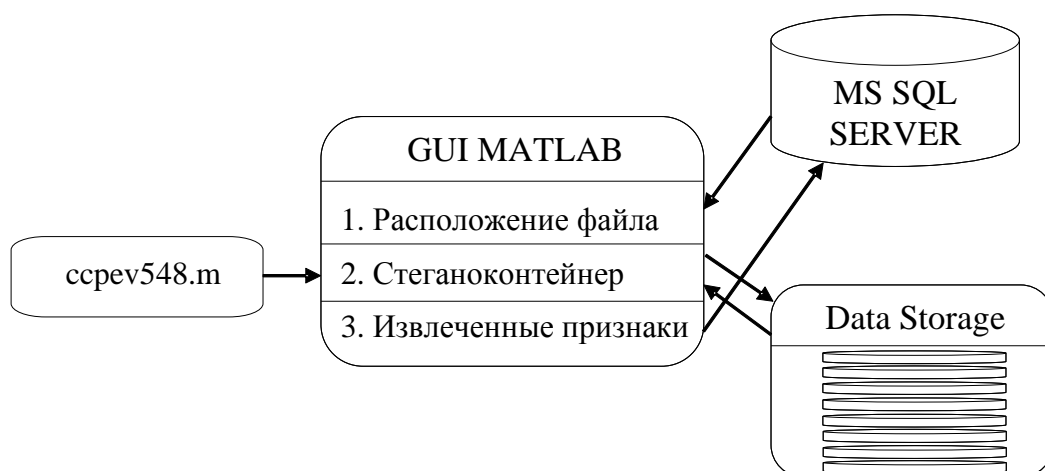 MS SQL
SERVER
GUI MATLAB
1. Расположение файла
2. Стеганоконтейнер
3. Извлеченные признаки
ccpev548.m
Data Storage